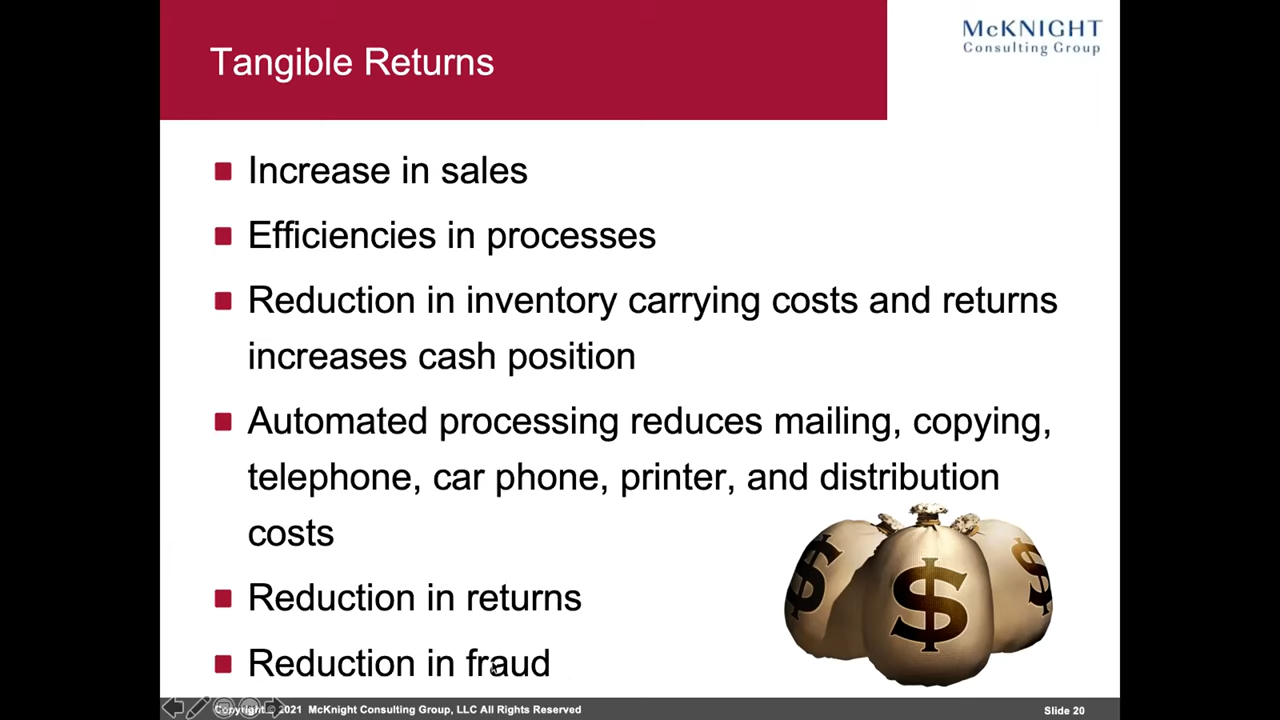 McKNIGHT
Consulting Group
Tangible Returns
Increase in sales
Efficiencies in processes
Reduction in inventory carrying costs and returns
increases cash position
Automated processing reduces mailing, copying,
telephone, car phone, printer, and distribution
costs
Reduction in returns
Reduction in fraud
$ $ $
Copyright © 2021 McKnight Consulting Group, LLC All Rights Reserved
Slide 20